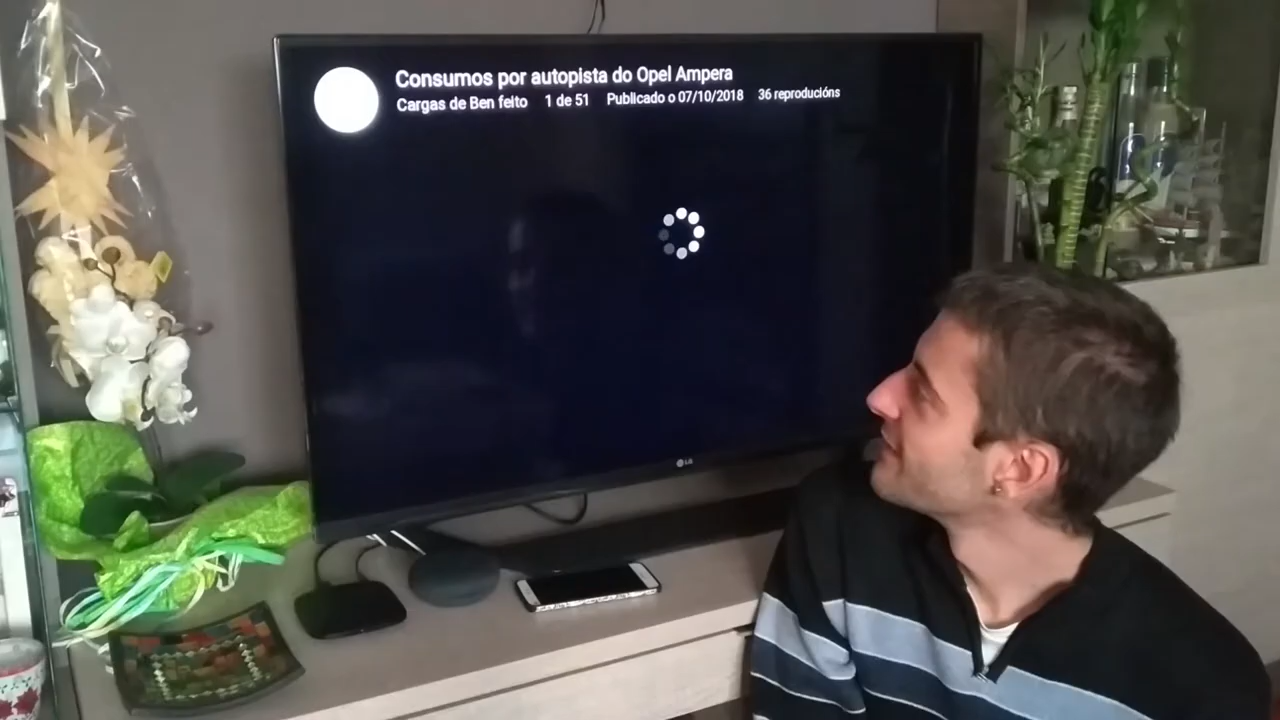 Consumos por autopista do Opel Ampera
Cargas de Ben feito 1 de 51 Publicado o 07/10/2018 36 reproducións
LG